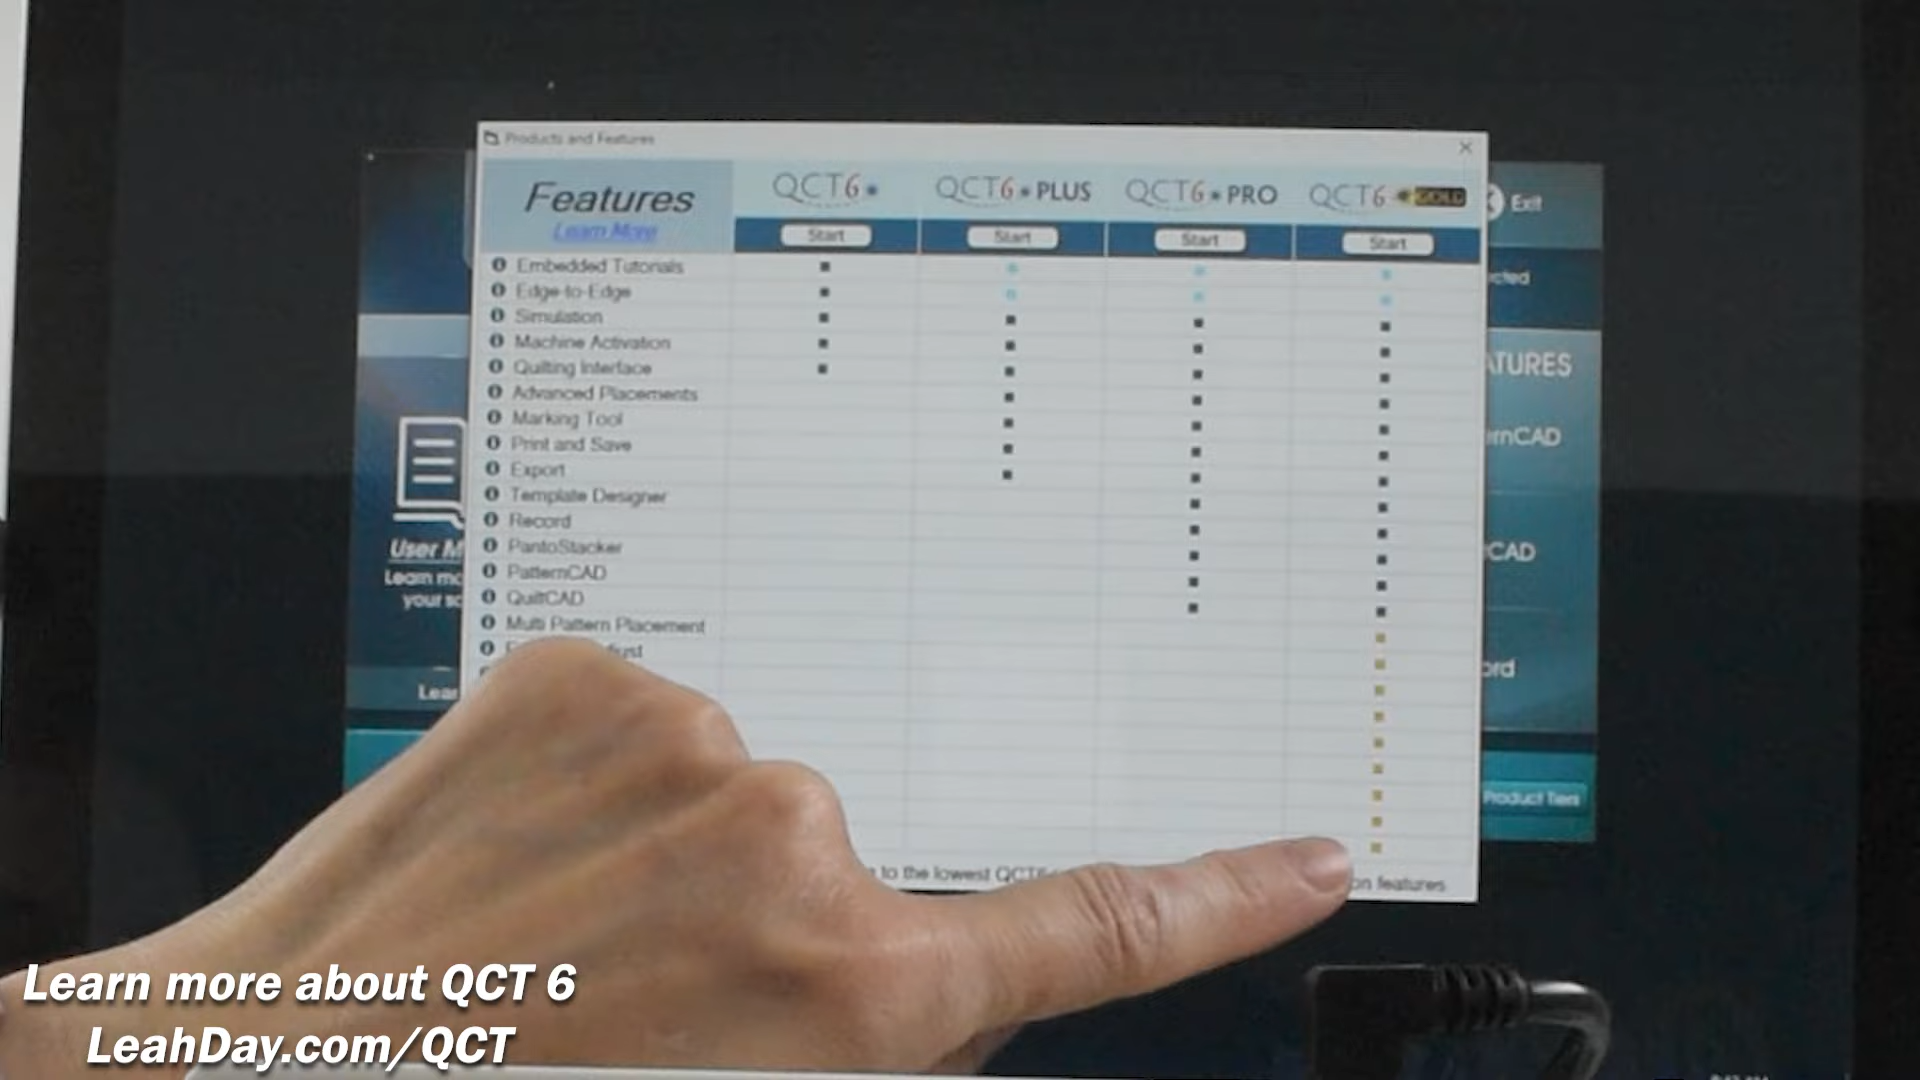 Products and Features
Features
Learn More
QCT6
QCT6 PLUS
QCT6 PRO
QCT6 GOLD
Start
Start
Start
Start
Embedded Tutorials
Edge-to-Edge
Simulation
Machine Activation
Quilting Interface
Advanced Placements
Marking Tool
Print and Save
Export
Template Designer
Record
PantoStacker
PatternCAD
QuiltCAD
Multi Pattern Placement
to the lowest
features
Exit
User
Learn
your
Product Tiers
Learn more about QCT 6
LeahDay.com/QCT